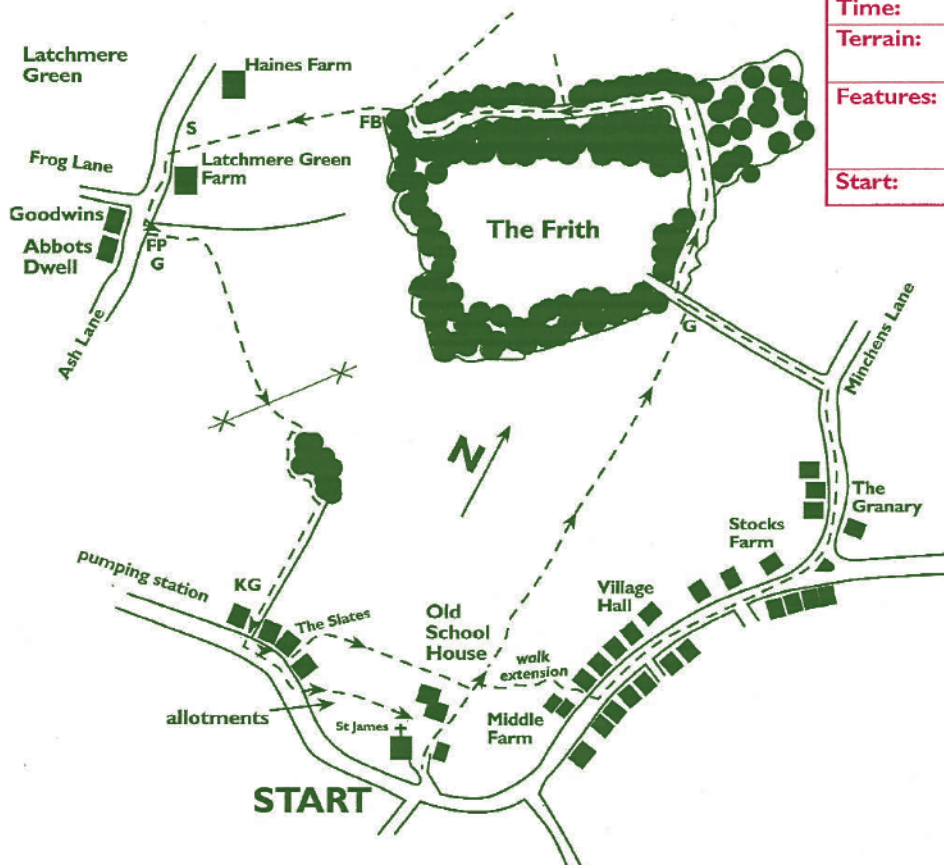 Time:
Terrain:
Features:
Start:
Latchmere
Green
Haines Farm
S
FB
Frog Lane
Latchmere Green
Farm
Goodwins
Abbots
Dwell
FP
G
The Frith
Ash Lane
G
Minchens Lane
N
The
Granary
Stocks
Farm
pumping station
KG
The Slates
Village
Hall
Old
School
House
walk
extension
allotments
St James
Middle
Farm
START